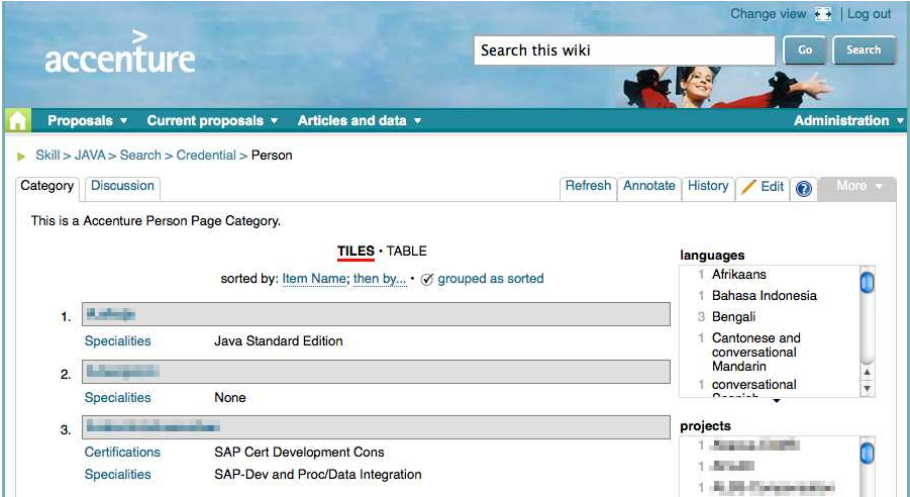 Change view | Log out
accenture
Search this wiki Go Search
Proposals Current proposals Articles and data Administration
Skill > JAVA > Search > Credential > Person
Category Discussion Refresh Annotate History Edit ? More
This is a Accenture Person Page Category.
TILES • TABLE
sorted by: Item Name; then by... • grouped as sorted
1.
Specialities Java Standard Edition
2.
Specialities None
3.
Certifications SAP Cert Development Cons
Specialities SAP-Dev and Proc/Data Integration
languages
1 Afrikaans
1 Bahasa Indonesia
3 Bengali
1 Cantonese and
conversational
Mandarin
1 conversational
projects
1
1
1